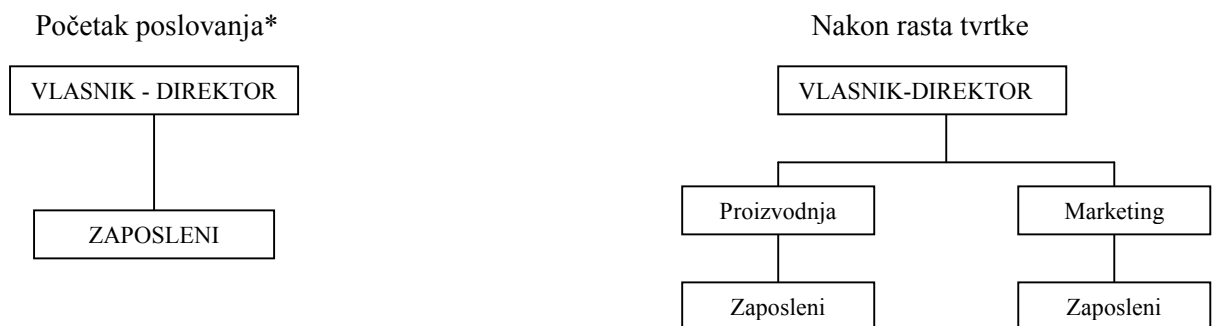 Početak poslovanja*
VLASNIK - DIREKTOR
ZAPOSLENI
Nakon rasta tvrtke
VLASNIK-DIREKTOR
Proizvodnja
Marketing
Zaposleni
Zaposleni